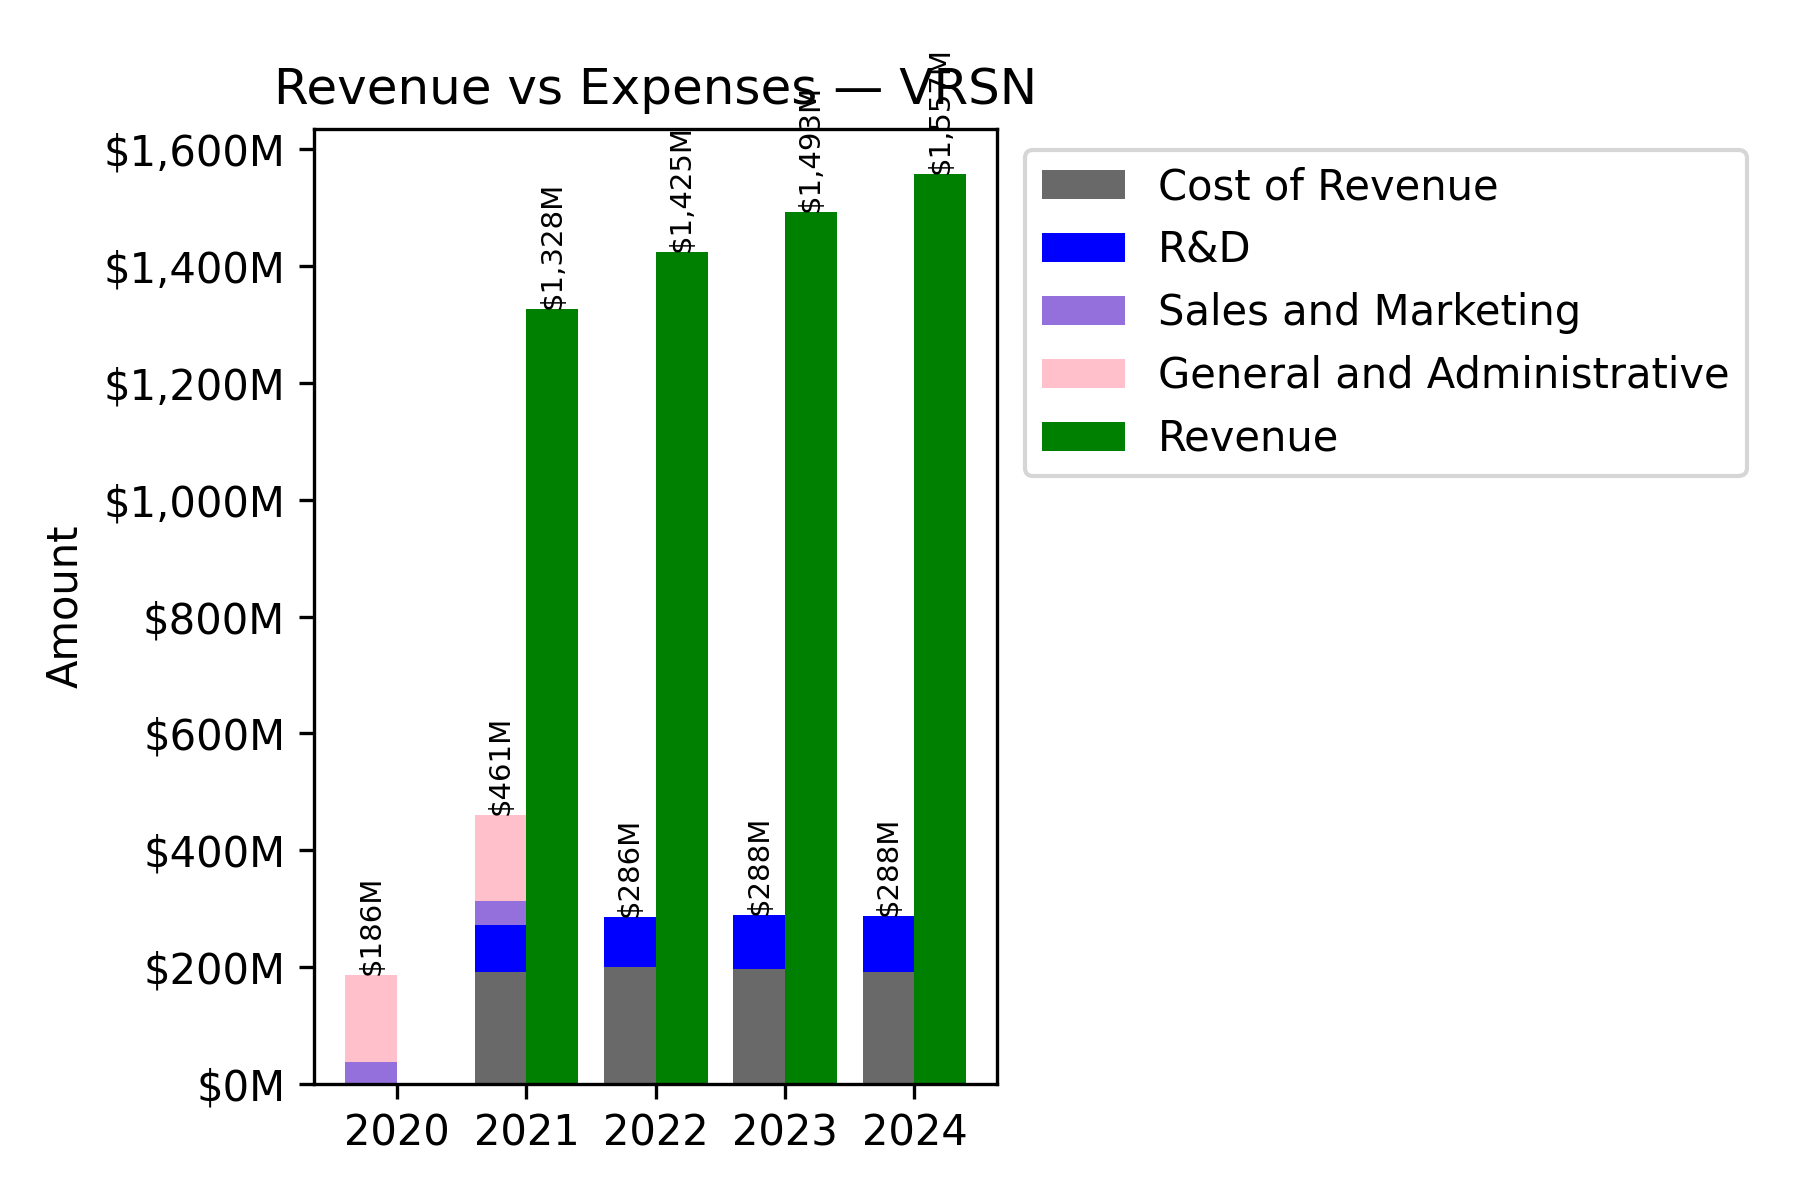 Revenue vs Expenses — VRSN
Amount
$1,600M
$1,400M
$1,200M
$1,000M
$800M
$600M
$400M
$200M
$0M
$186M
$461M
$1,328M
$286M
$1,425M
$288M
$1,493M
$288M
$1,557M
2020 2021 2022 2023 2024
Cost of Revenue
R&D
Sales and Marketing
General and Administrative
Revenue